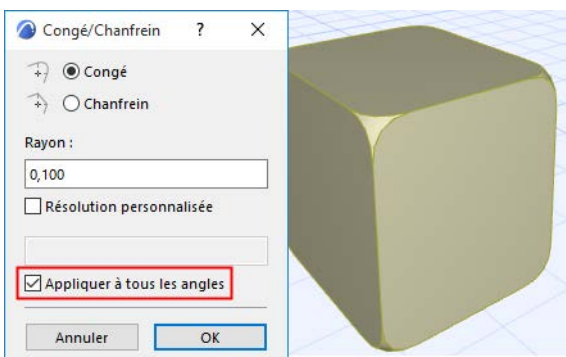 Congé/Chanfrein ? X
Congé
Chanfrein
Rayon :
0,100
Résolution personnalisée
Appliquer à tous les angles
Annuler OK